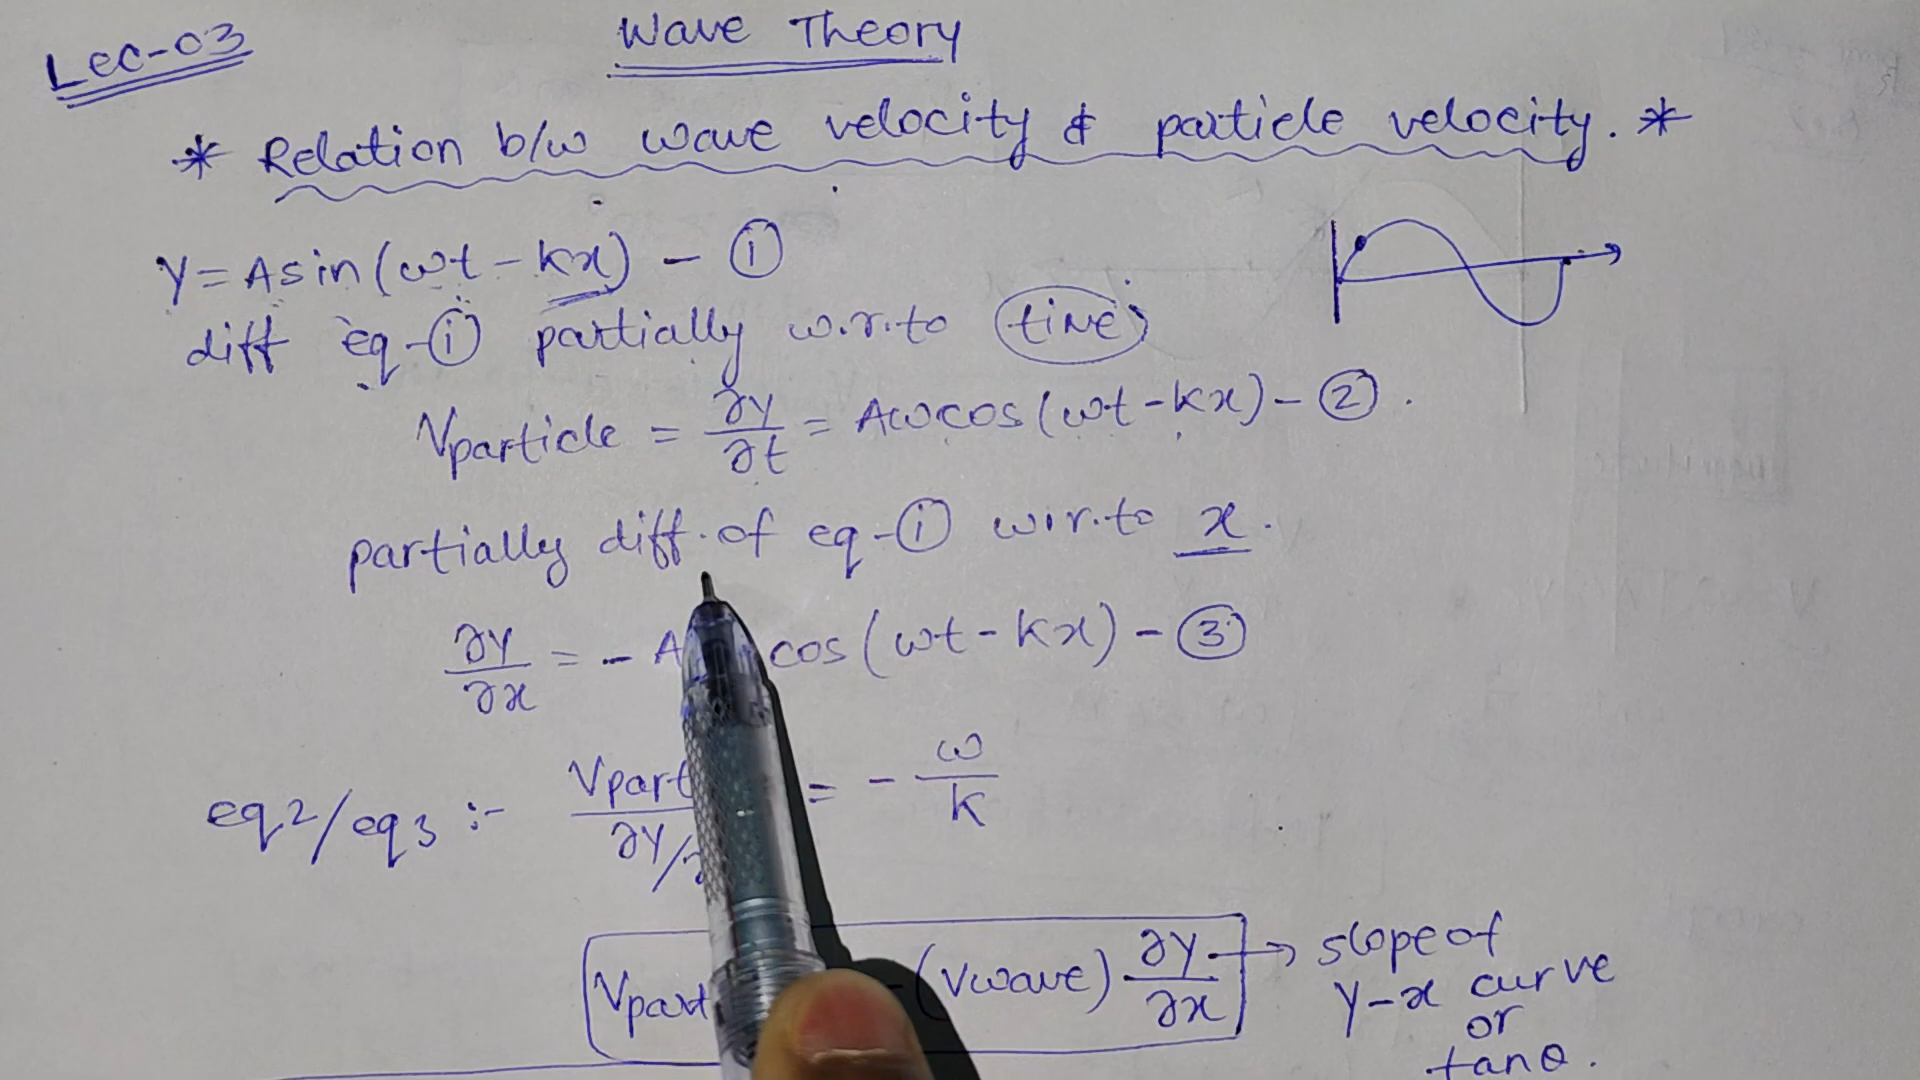 Lec-03
Wave Theory
* Relation b/w wave velocity & particle velocity. *
Y = A sin(ωt - kx) - ①
diff eq-① partially w.r.to time
Vparticle = ∂y/∂t = Aω cos(ωt - kx) - ②.
partially diff. of eq-① w.r.to x.
∂y/∂x = - A cos(ωt - kx) - ③
eq2/eq3 :- Vpart / ∂y/ = - ω/k
Vpart - (Vwave) ∂y/∂x → slope of
y-x curve
or
tanθ.